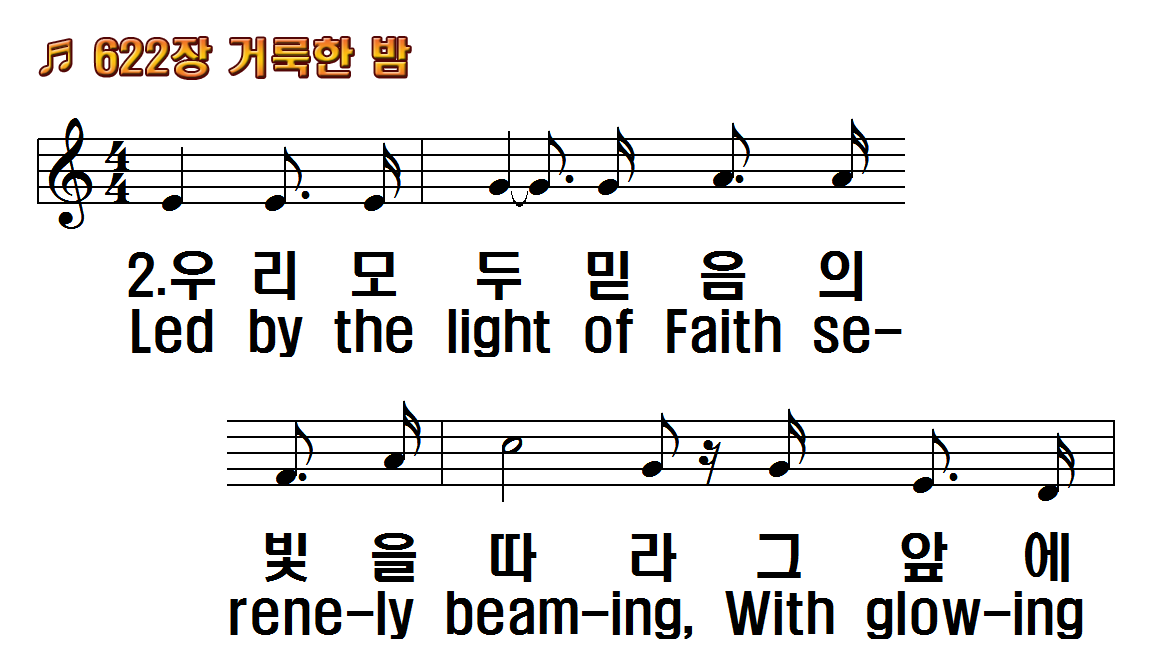 ♬ 622장 거룩한 밤
2.우 리 모 두 믿 음 의
Led by the light of Faith se-
빛 을 따 라 그 앞 에
rene-ly beam-ing, With glow-ing